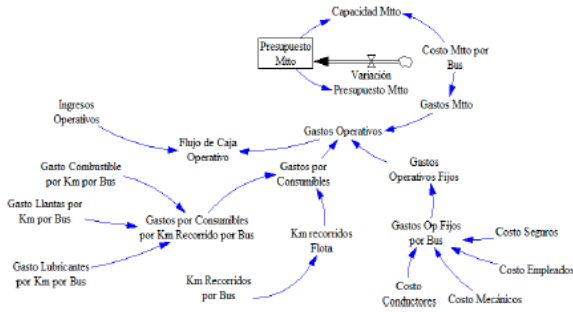 Capacidad Mtto
Presupuesto
Mtto
Costo Mtto por
Bus
Variación
Presupuesto Mtto
Gastos Mtto
Ingresos
Operativos
Flujo de Caja
Operativo
Gastos Operativos
Gasto Combustible
por Km por Bus
Gastos por
Consumibles
Gastos
Operativos Fijos
Gasto Llantas por
Km por Bus
Gastos por Consumibles
por Km Recorrido por Bus
Km recorridos
Flota
Gastos Op Fijos
por Bus
Costo Seguros
Gasto Lubricantes
por Km por Bus
Km Recorridos
por Bus
Costo Empleados
Costo
Conductores
Costo Mecánicos